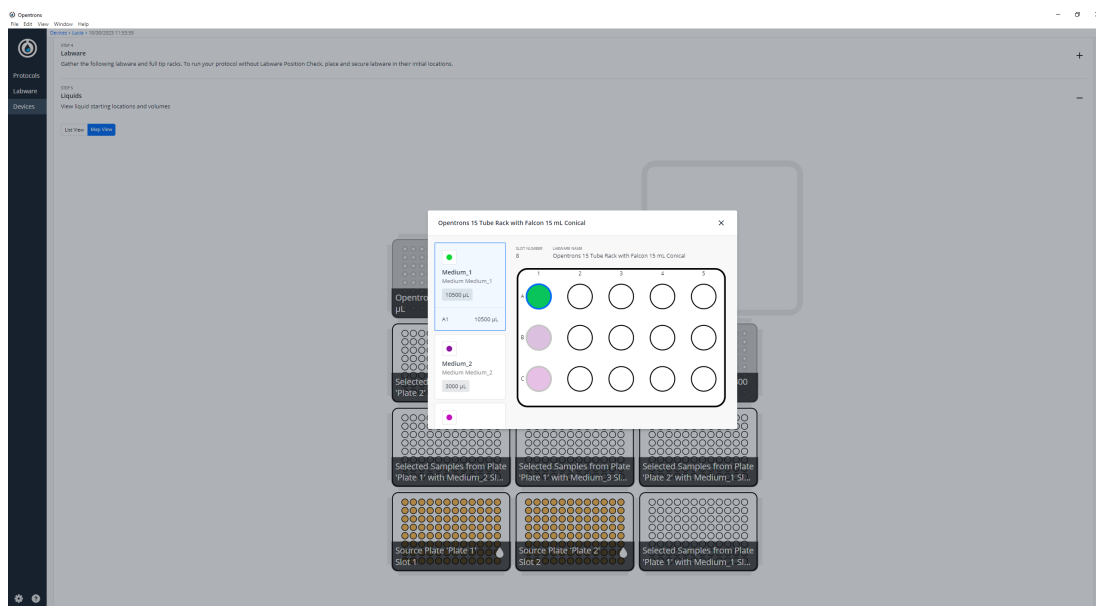 Opentrons
File Edit View Window Help
Devices › Lucia › 10/30/2023 11:53:59
STEP 4
Labware
Gather the following labware and full tip racks. To run your protocol without Labware Position Check, place and secure labware in their initial locations.
Protocols
Labware
Devices
STEP 5
Liquids
View liquid starting locations and volumes
List View Map View
Opentrons 15 Tube Rack with Falcon 15 mL Conical
SLOT NUMBER LABWARE NAME
8 Opentrons 15 Tube Rack with Falcon 15 mL Conical
Medium_1
Medium Medium_1
10500 µL
A1 10500 µL
Medium_2
Medium Medium_2
3000 µL
1 2 3 4 5
A
B
C
Opentro
µL
Selected
'Plate 2'
00
Selected Samples from Plate
'Plate 1' with Medium_2 Sl...
Selected Samples from Plate
'Plate 1' with Medium_3 Sl...
Selected Samples from Plate
'Plate 2' with Medium_1 Sl...
Source Plate 'Plate 1'
Slot 1
Source Plate 'Plate 2'
Slot 2
Selected Samples from Plate
'Plate 1' with Medium_1 Sl...